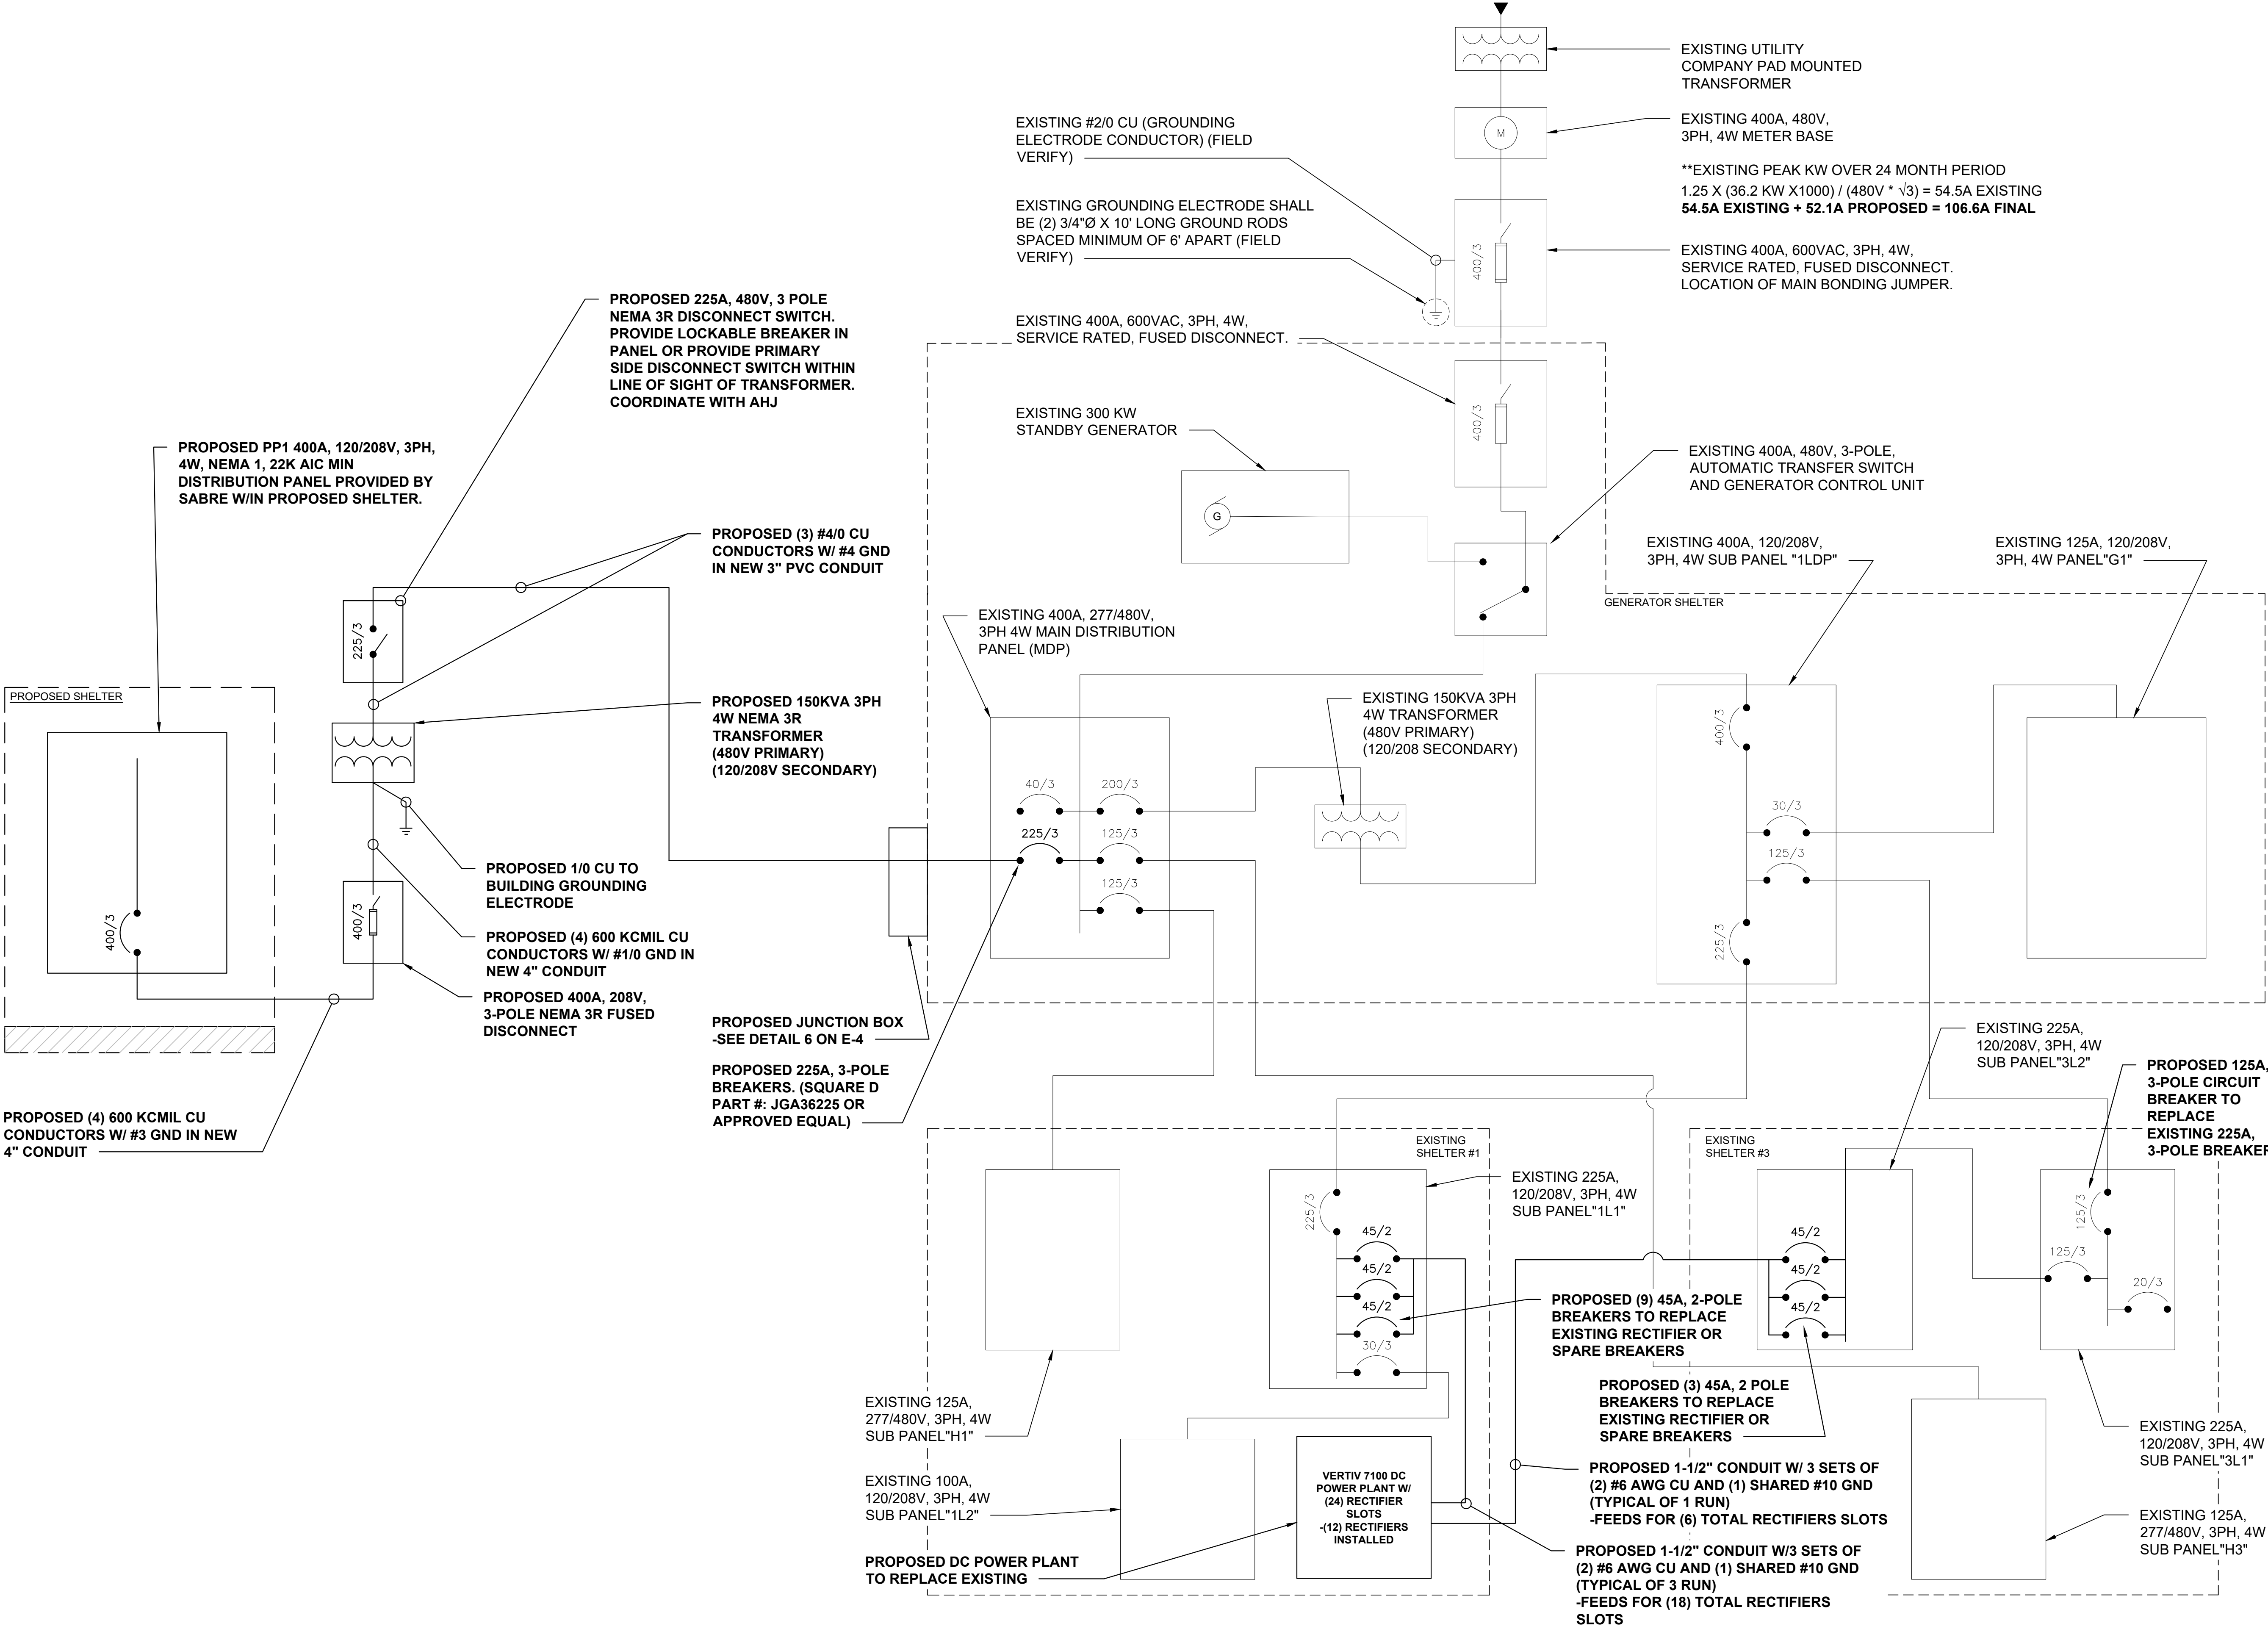 EXISTING UTILITY
COMPANY PAD MOUNTED
TRANSFORMER
EXISTING #2/0 CU (GROUNDING
ELECTRODE CONDUCTOR) (FIELD
VERIFY)
M
EXISTING 400A, 480V,
3PH, 4W METER BASE
**EXISTING PEAK KW OVER 24 MONTH PERIOD
1.25 X (36.2 KW X1000) / (480V * √3) = 54.5A EXISTING
54.5A EXISTING + 52.1A PROPOSED = 106.6A FINAL
EXISTING GROUNDING ELECTRODE SHALL
BE (2) 3/4"Ø X 10' LONG GROUND RODS
SPACED MINIMUM OF 6' APART (FIELD
VERIFY)
400/3
EXISTING 400A, 600VAC, 3PH, 4W,
SERVICE RATED, FUSED DISCONNECT.
LOCATION OF MAIN BONDING JUMPER.
PROPOSED 225A, 480V, 3 POLE
NEMA 3R DISCONNECT SWITCH.
PROVIDE LOCKABLE BREAKER IN
PANEL OR PROVIDE PRIMARY
SIDE DISCONNECT SWITCH WITHIN
LINE OF SIGHT OF TRANSFORMER.
COORDINATE WITH AHJ
EXISTING 400A, 600VAC, 3PH, 4W,
SERVICE RATED, FUSED DISCONNECT.
400/3
EXISTING 300 KW
STANDBY GENERATOR
G
PROPOSED PP1 400A, 120/208V, 3PH,
4W, NEMA 1, 22K AIC MIN
DISTRIBUTION PANEL PROVIDED BY
SABRE W/IN PROPOSED SHELTER.
EXISTING 400A, 480V, 3-POLE,
AUTOMATIC TRANSFER SWITCH
AND GENERATOR CONTROL UNIT
PROPOSED (3) #4/0 CU
CONDUCTORS W/ #4 GND
IN NEW 3" PVC CONDUIT
EXISTING 400A, 120/208V,
3PH, 4W SUB PANEL "1LDP"
EXISTING 125A, 120/208V,
3PH, 4W PANEL"G1"
GENERATOR SHELTER
225/3
EXISTING 400A, 277/480V,
3PH 4W MAIN DISTRIBUTION
PANEL (MDP)
PROPOSED SHELTER
PROPOSED 150KVA 3PH
4W NEMA 3R
TRANSFORMER
(480V PRIMARY)
(120/208V SECONDARY)
EXISTING 150KVA 3PH
4W TRANSFORMER
(480V PRIMARY)
(120/208 SECONDARY)
400/3
40/3
200/3
225/3
125/3
125/3
30/3
125/3
225/3
PROPOSED 1/0 CU TO
BUILDING GROUNDING
ELECTRODE
400/3
400/3
PROPOSED (4) 600 KCMIL CU
CONDUCTORS W/ #1/0 GND IN
NEW 4" CONDUIT
PROPOSED 400A, 208V,
3-POLE NEMA 3R FUSED
DISCONNECT
PROPOSED JUNCTION BOX
-SEE DETAIL 6 ON E-4
PROPOSED 225A, 3-POLE
BREAKERS. (SQUARE D
PART #: JGA36225 OR
APPROVED EQUAL)
PROPOSED (4) 600 KCMIL CU
CONDUCTORS W/ #3 GND IN NEW
4" CONDUIT
EXISTING 225A,
120/208V, 3PH, 4W
SUB PANEL"3L2"
PROPOSED 125A,
3-POLE CIRCUIT
BREAKER TO
REPLACE
EXISTING 225A,
3-POLE BREAKER
EXISTING
SHELTER #1
EXISTING
SHELTER #3
EXISTING 225A,
120/208V, 3PH, 4W
SUB PANEL"1L1"
225/3
45/2
45/2
45/2
30/3
45/2
45/2
45/2
125/3
125/3
20/3
PROPOSED (9) 45A, 2-POLE
BREAKERS TO REPLACE
EXISTING RECTIFIER OR
SPARE BREAKERS
PROPOSED (3) 45A, 2 POLE
BREAKERS TO REPLACE
EXISTING RECTIFIER OR
SPARE BREAKERS
EXISTING 125A,
277/480V, 3PH, 4W
SUB PANEL"H1"
EXISTING 225A,
120/208V, 3PH, 4W
SUB PANEL"3L1"
EXISTING 100A,
120/208V, 3PH, 4W
SUB PANEL"1L2"
VERTIV 7100 DC
POWER PLANT W/
(24) RECTIFIER
SLOTS
-(12) RECTIFIERS
INSTALLED
PROPOSED 1-1/2" CONDUIT W/ 3 SETS OF
(2) #6 AWG CU AND (1) SHARED #10 GND
(TYPICAL OF 1 RUN)
-FEEDS FOR (6) TOTAL RECTIFIERS SLOTS
EXISTING 125A,
277/480V, 3PH, 4W
SUB PANEL"H3"
PROPOSED DC POWER PLANT
TO REPLACE EXISTING
PROPOSED 1-1/2" CONDUIT W/3 SETS OF
(2) #6 AWG CU AND (1) SHARED #10 GND
(TYPICAL OF 3 RUN)
-FEEDS FOR (18) TOTAL RECTIFIERS
SLOTS